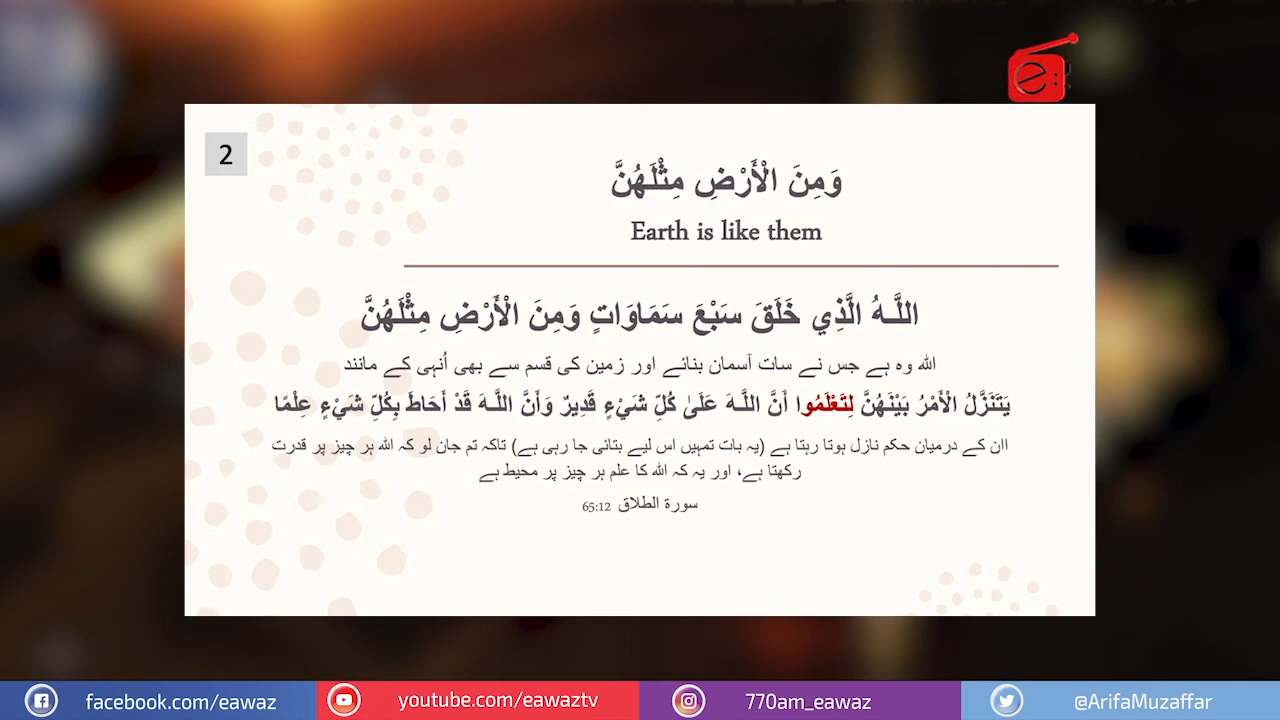 2
وَمِنَ الْأَرْضِ مِثْلَهُنَّ
Earth is like them
اللَّـهُ الَّذِي خَلَقَ سَبْعَ سَمَاوَاتٍ وَمِنَ الْأَرْضِ مِثْلَهُنَّ
اللہ وہ ہے جس نے سات آسمان بنائے اور زمین کی قسم سے بھی اُنہی کے مانند
يَتَنَزَّلُ الْأَمْرُ بَيْنَهُنَّ لِتَعْلَمُوا أَنَّ اللَّـهَ عَلَىٰ كُلِّ شَيْءٍ قَدِيرٌ وَأَنَّ اللَّـهَ قَدْ أَحَاطَ بِكُلِّ شَيْءٍ عِلْمًا
اان کے درمیان حکم نازل ہوتا رہتا ہے (یہ بات تمہیں اس لیے بتائی جا رہی ہے) تاکہ تم جان لو کہ اللہ ہر چیز پر قدرت
رکھتا ہے، اور یہ کہ اللہ کا علم ہر چیز پر محیط ہے
سورة الطلاق 65:12
facebook.com/eawaz youtube.com/eawaztv 770am_eawaz @ArifaMuzaffar